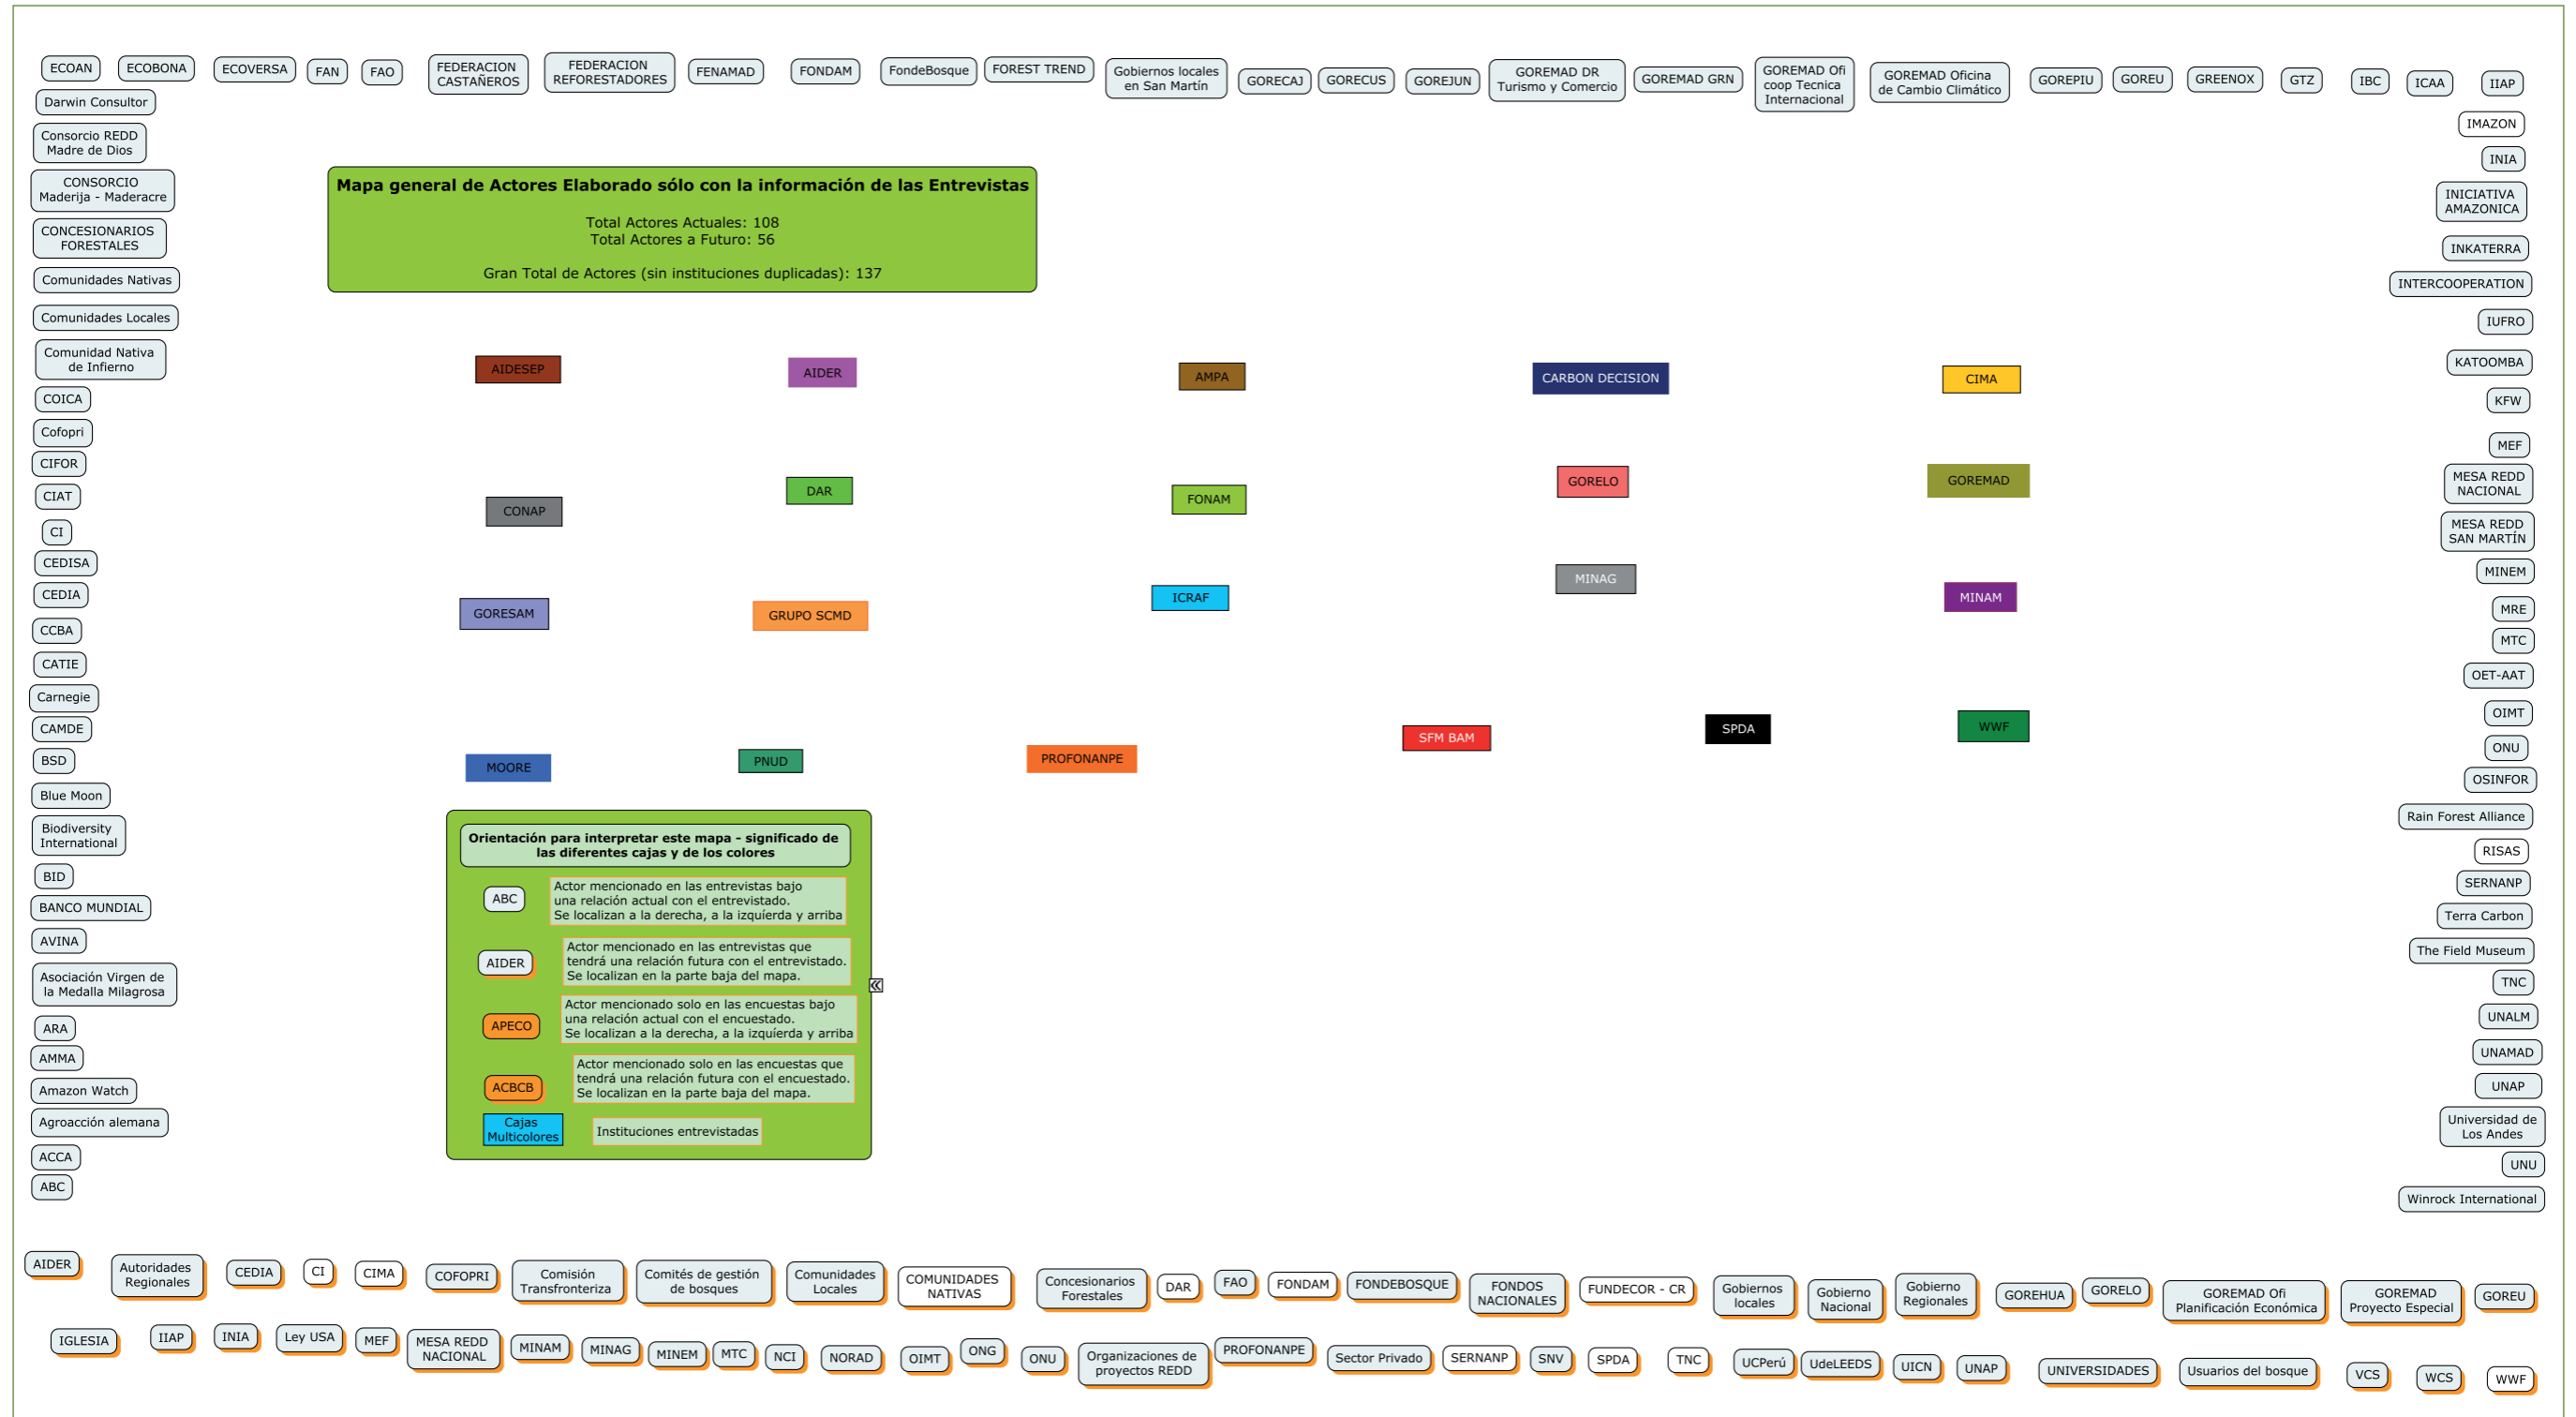 ECOAN
ECOBONA
ECOVERSA
FAN
FAO
FEDERACION
CASTAÑEROS
FEDERACION
REFORESTADORES
FENAMAD
FONDAM
FondeBosque
FOREST TREND
Gobiernos locales
en San Martín
GORECAJ
GORECUS
GOREJUN
GOREMAD DR
Turismo y Comercio
GOREMAD GRN
GOREMAD Ofi
coop Tecnica
Internacional
GOREMAD Oficina
de Cambio Climático
GOREPIU
GOREU
GREENOX
GTZ
IBC
ICAA
IIAP
Darwin Consultor
Consorcio REDD
Madre de Dios
CONSORCIO
Maderija - Maderacre
CONCESIONARIOS
FORESTALES
Comunidades Nativas
Comunidades Locales
Comunidad Nativa
de Infierno
COICA
Cofopri
CIFOR
CIAT
CI
CEDISA
CEDIA
CCBA
CATIE
Carnegie
CAMDE
BSD
Blue Moon
Biodiversity
International
BID
BANCO MUNDIAL
AVINA
Asociación Virgen de
la Medalla Milagrosa
ARA
AMMA
Amazon Watch
Agroacción alemana
ACCA
ABC
Mapa general de Actores Elaborado sólo con la información de las Entrevistas
Total Actores Actuales: 108
Total Actores a Futuro: 56
Gran Total de Actores (sin instituciones duplicadas): 137
AIDESEP
AIDER
AMPA
CARBON DECISION
CIMA
CONAP
DAR
FONAM
GORELO
GOREMAD
GORESAM
GRUPO SCMD
ICRAF
MINAG
MINAM
MOORE
PNUD
PROFONANPE
SFM BAM
SPDA
WWF
Orientación para interpretar este mapa - significado de
las diferentes cajas y de los colores
ABC
Actor mencionado en las entrevistas bajo
una relación actual con el entrevistado.
Se localizan a la derecha, a la izquíerda y arriba
AIDER
Actor mencionado en las entrevistas que
tendrá una relación futura con el entrevistado.
Se localizan en la parte baja del mapa.
APECO
Actor mencionado solo en las encuestas bajo
una relación actual con el encuestado.
Se localizan a la derecha, a la izquíerda y arriba
ACBCB
Actor mencionado solo en las encuestas que
tendrá una relación futura con el encuestado.
Se localizan en la parte baja del mapa.
Cajas
Multicolores
Instituciones entrevistadas
IMAZON
INIA
INICIATIVA
AMAZONICA
INKATERRA
INTERCOOPERATION
IUFRO
KATOOMBA
KFW
MEF
MESA REDD
NACIONAL
MESA REDD
SAN MARTÍN
MINEM
MRE
MTC
OET-AAT
OIMT
ONU
OSINFOR
Rain Forest Alliance
RISAS
SERNANP
Terra Carbon
The Field Museum
TNC
UNALM
UNAMAD
UNAP
Universidad de
Los Andes
UNU
Winrock International
AIDER
Autoridades
Regionales
CEDIA
CI
CIMA
COFOPRI
Comisión
Transfronteriza
Comités de gestión
de bosques
Comunidades
Locales
COMUNIDADES
NATIVAS
Concesionarios
Forestales
DAR
FAO
FONDAM
FONDEBOSQUE
FONDOS
NACIONALES
FUNDECOR - CR
Gobiernos
locales
Gobierno
Nacional
Gobierno
Regionales
GOREHUA
GORELO
GOREMAD Ofi
Planificación Económica
GOREMAD
Proyecto Especial
GOREU
IGLESIA
IIAP
INIA
Ley USA
MEF
MESA REDD
NACIONAL
MINAM
MINAG
MINEM
MTC
NCI
NORAD
OIMT
ONG
ONU
Organizaciones de
proyectos REDD
PROFONANPE
Sector Privado
SERNANP
SNV
SPDA
TNC
UCPerú
UdeLEEDS
UICN
UNAP
UNIVERSIDADES
Usuarios del bosque
VCS
WCS
WWF